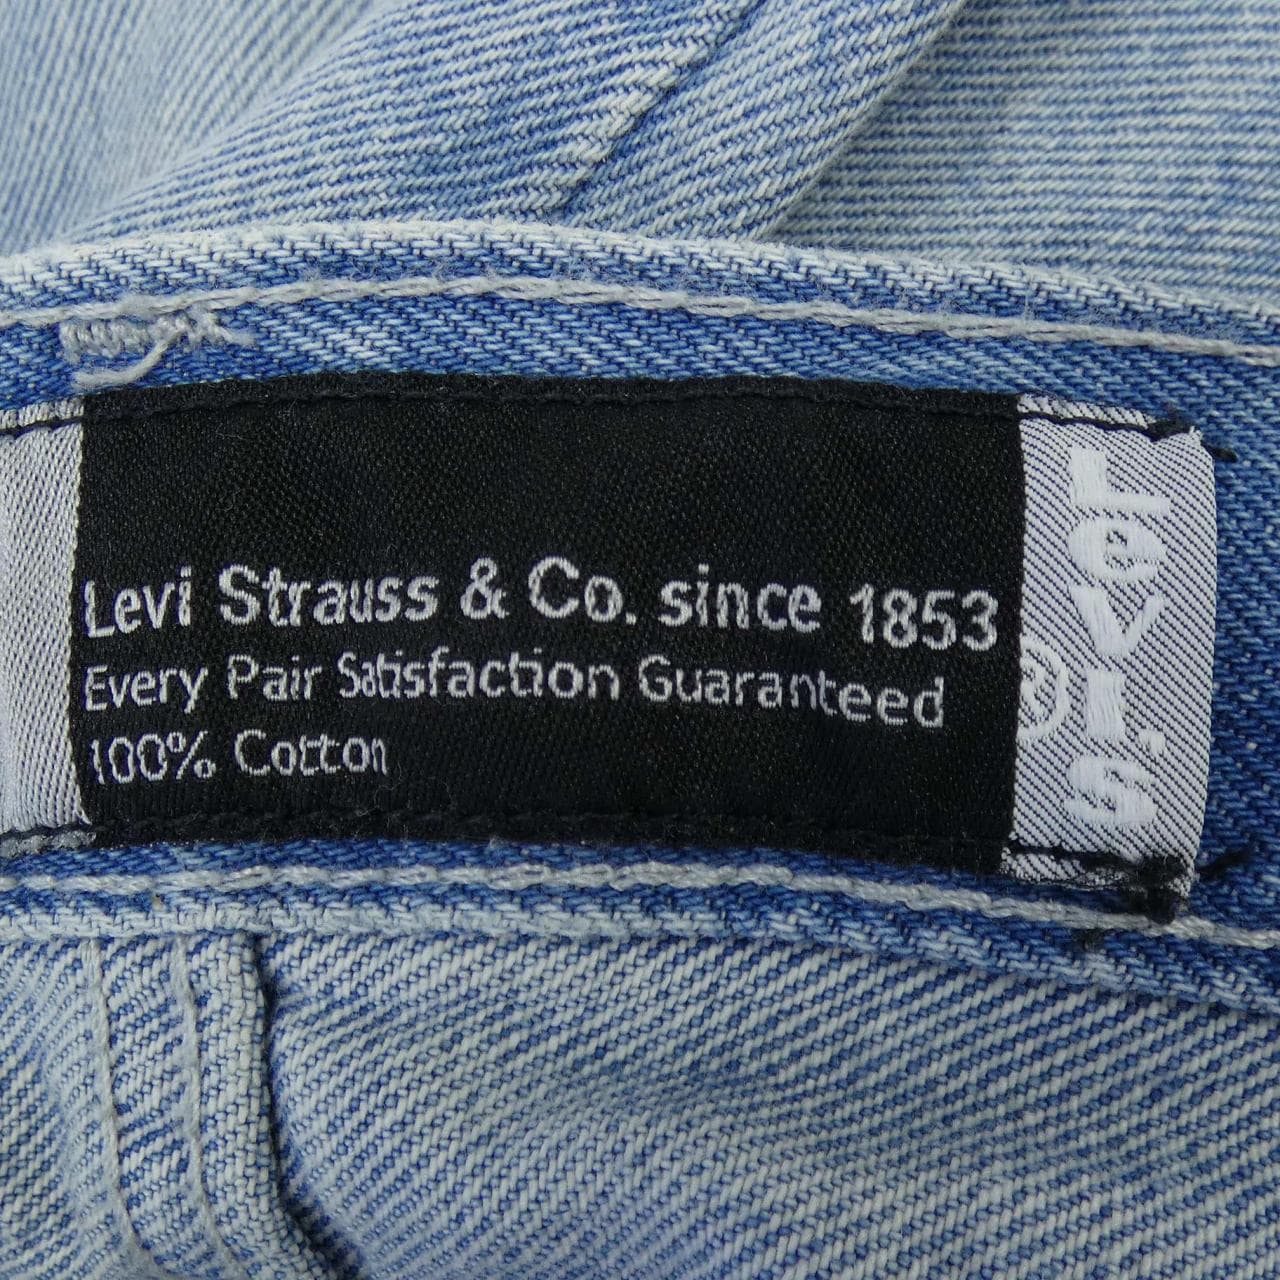 Levi Strauss & Co. since 1853
Every Pair Satisfaction Guaranteed
100% Cotton
LeVI'S
®